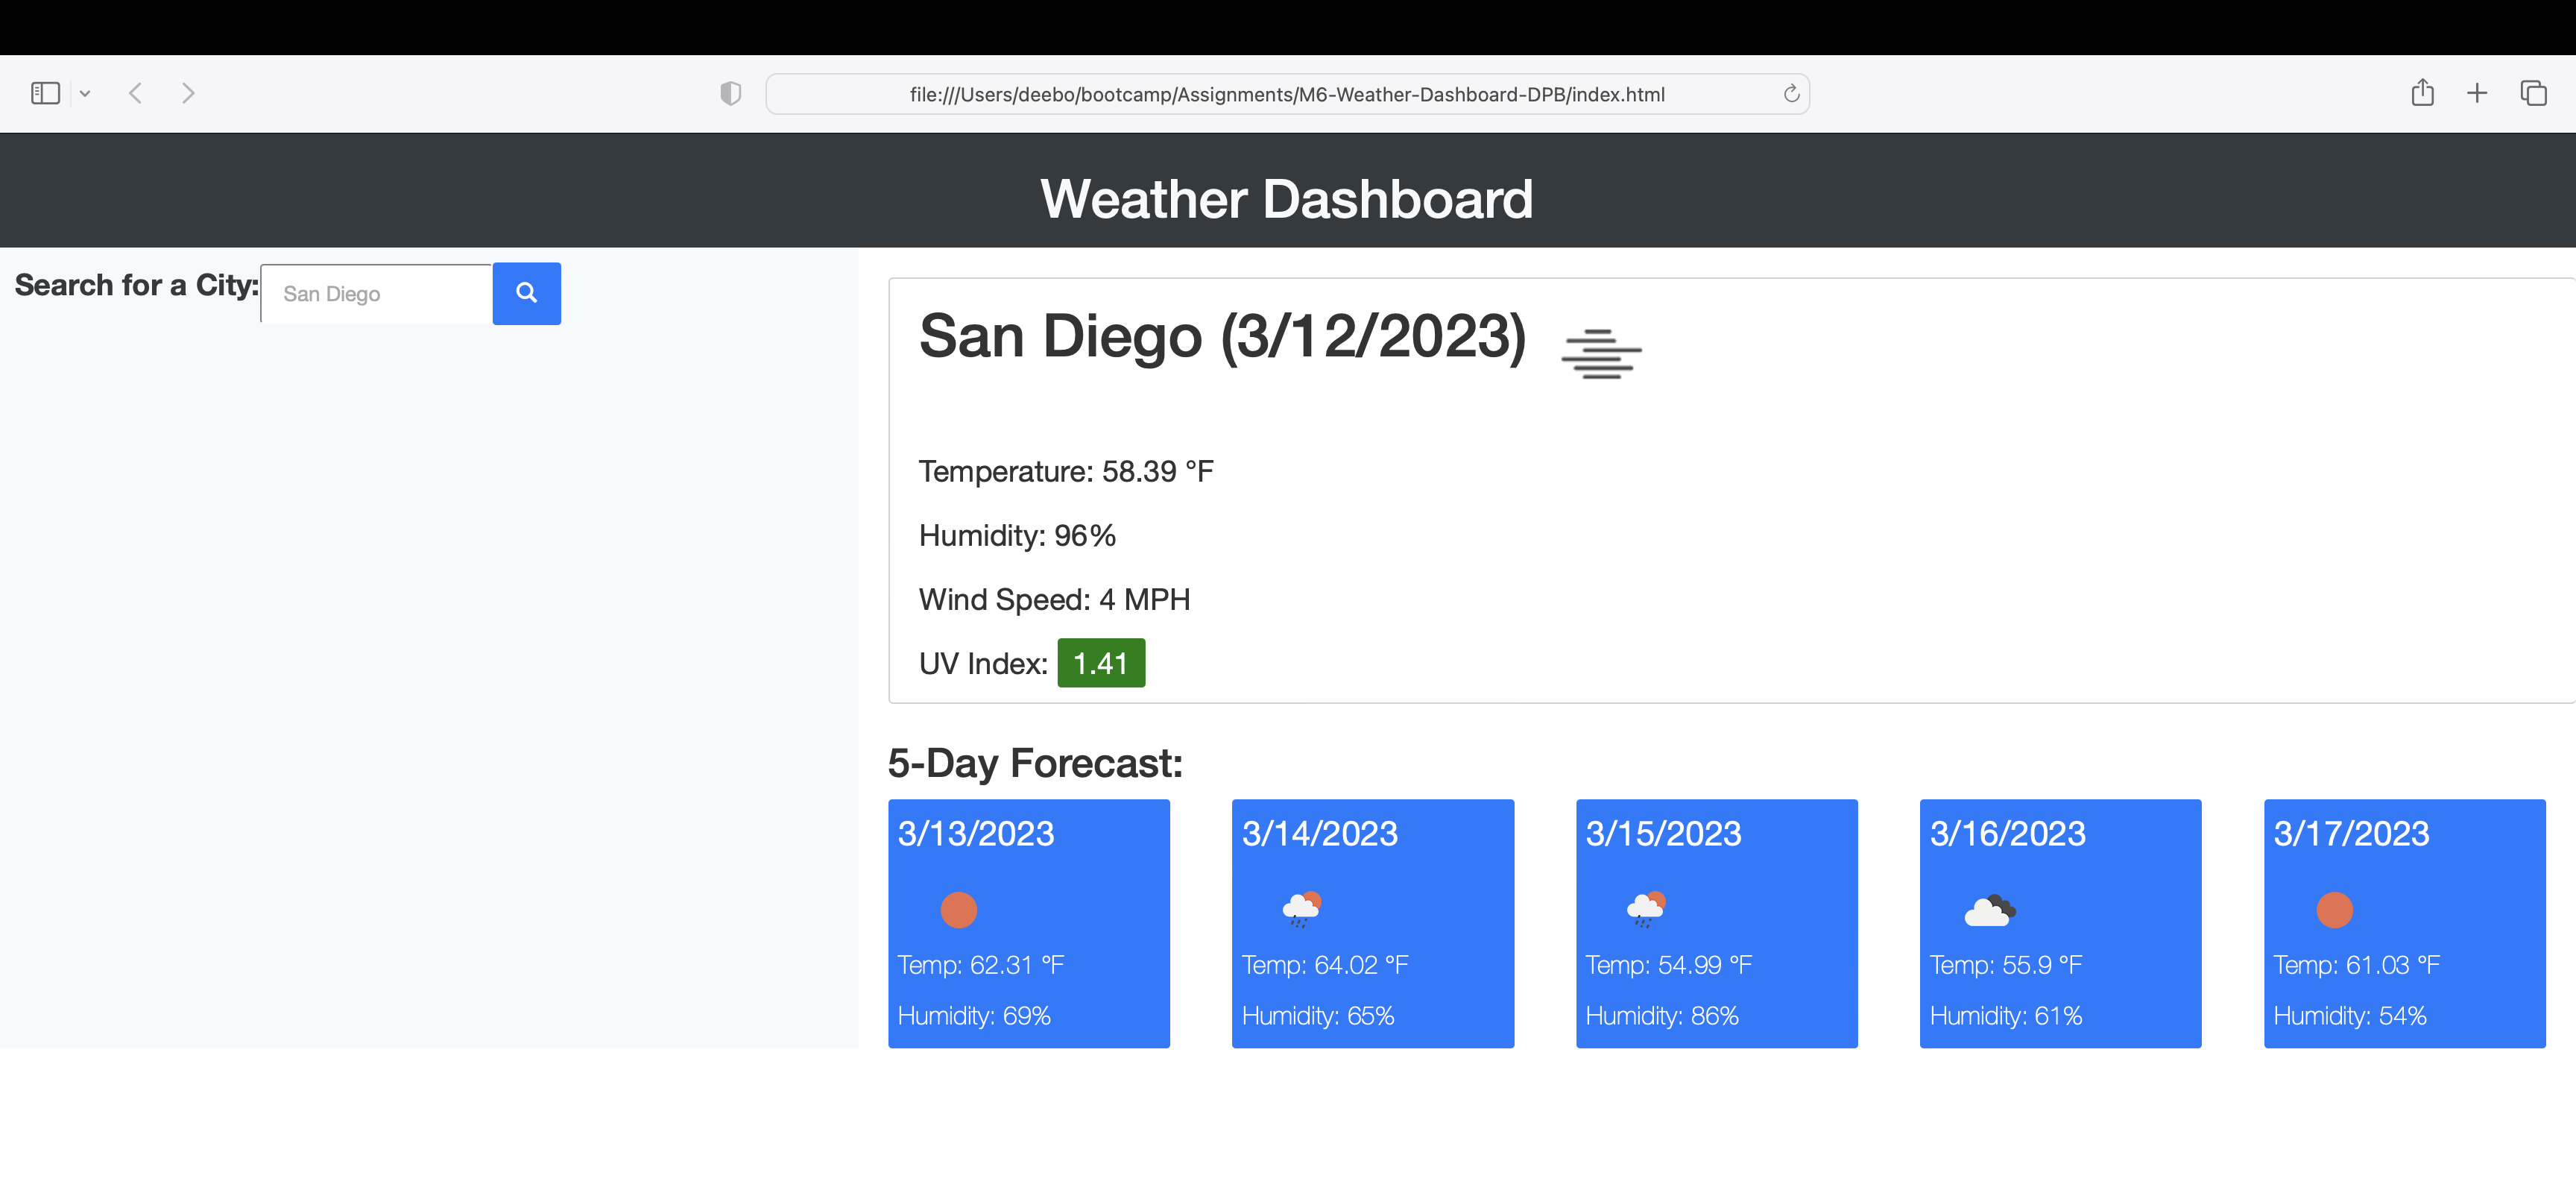 file:///Users/deebo/bootcamp/Assignments/M6-Weather-Dashboard-DPB/index.html
Weather Dashboard
Search for a City:
San Diego
San Diego (3/12/2023)
Temperature: 58.39 °F
Humidity: 96%
Wind Speed: 4 MPH
UV Index: 1.41
5-Day Forecast:
3/13/2023
Temp: 62.31 °F
Humidity: 69%
3/14/2023
Temp: 64.02 °F
Humidity: 65%
3/15/2023
Temp: 54.99 °F
Humidity: 86%
3/16/2023
Temp: 55.9 °F
Humidity: 61%
3/17/2023
Temp: 61.03 °F
Humidity: 54%